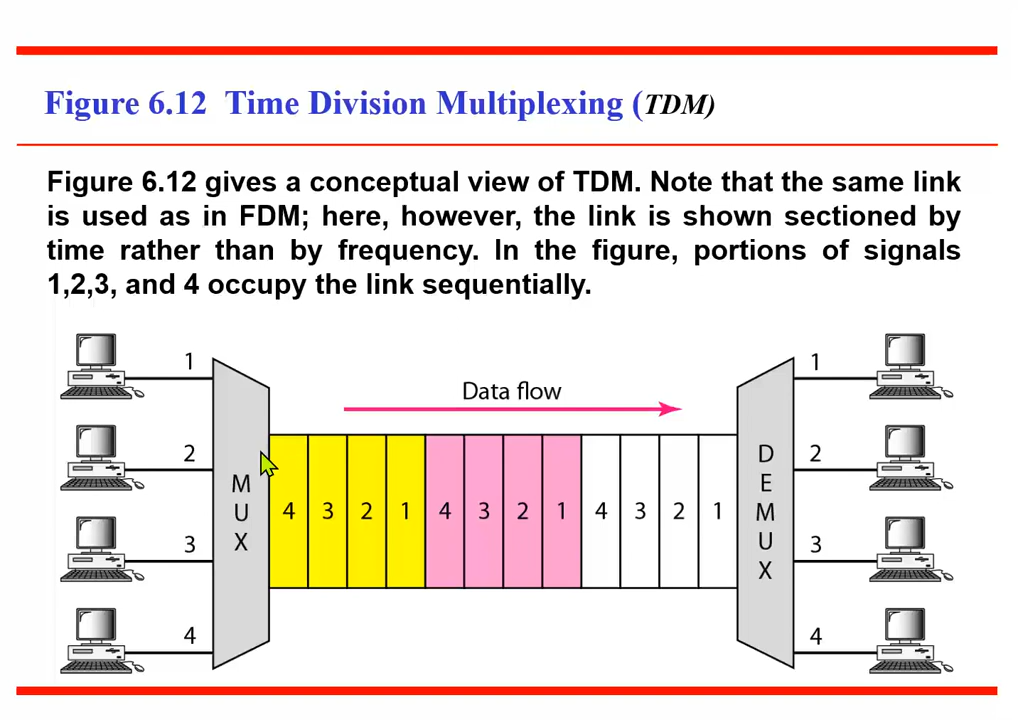 Figure 6.12 Time Division Multiplexing (TDM)
Figure 6.12 gives a conceptual view of TDM. Note that the same link
is used as in FDM; here, however, the link is shown sectioned by
time rather than by frequency. In the figure, portions of signals
1,2,3, and 4 occupy the link sequentially.
1
1
Data flow
2
2
MUX
4 3 2 1 4 3 2 1 4 3 2 1
DEMUX
3
3
4
4